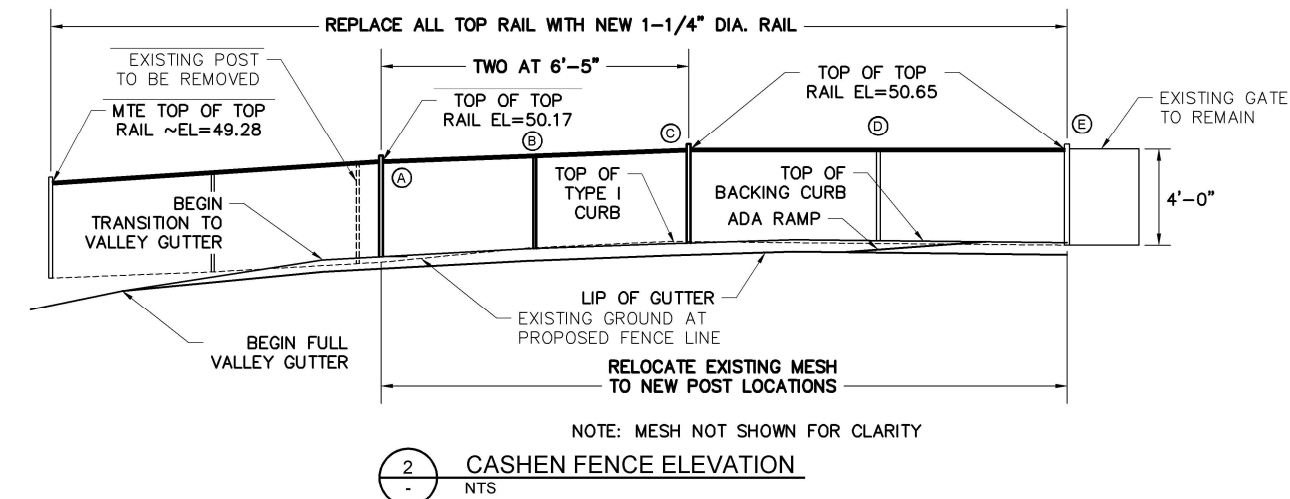 REPLACE ALL TOP RAIL WITH NEW 1-1/4" DIA. RAIL
EXISTING POST
TO BE REMOVED
TWO AT 6'-5"
MTE TOP OF TOP
RAIL ~EL=49.28
TOP OF TOP
RAIL EL=50.17
TOP OF TOP
RAIL EL=50.65
EXISTING GATE
TO REMAIN
A
B
C
D
E
BEGIN
TRANSITION TO
VALLEY GUTTER
TOP OF
TYPE I
CURB
TOP OF
BACKING CURB
ADA RAMP
4'-0"
LIP OF GUTTER
EXISTING GROUND AT
PROPOSED FENCE LINE
BEGIN FULL
VALLEY GUTTER
RELOCATE EXISTING MESH
TO NEW POST LOCATIONS
NOTE: MESH NOT SHOWN FOR CLARITY
2
-
CASHEN FENCE ELEVATION
NTS